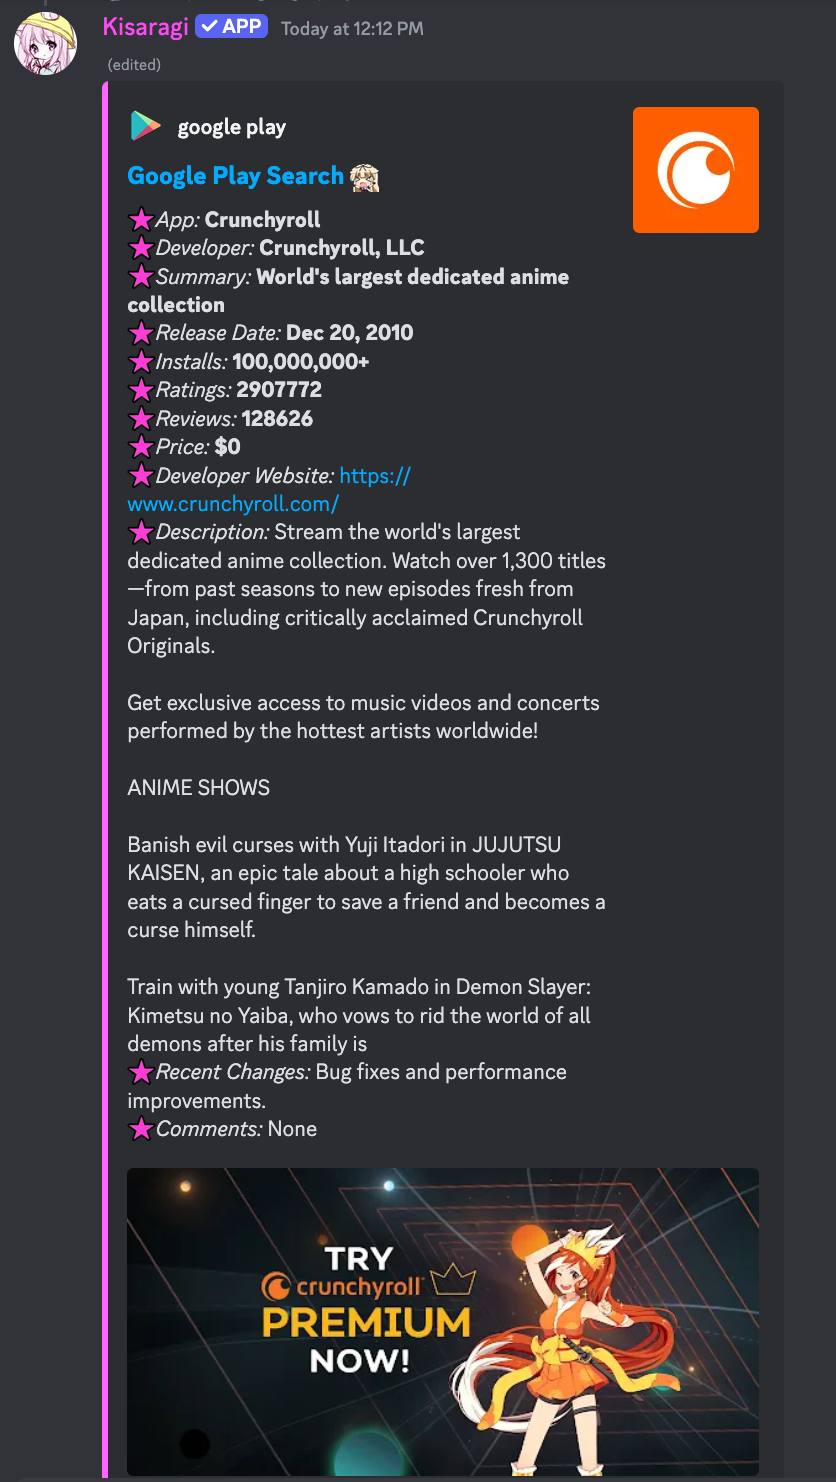 Kisaragi ✓ APP Today at 12:12 PM
(edited)
google play
Google Play Search
App: Crunchyroll
Developer: Crunchyroll, LLC
Summary: World's largest dedicated anime
collection
Release Date: Dec 20, 2010
Installs: 100,000,000+
Ratings: 2907772
Reviews: 128626
Price: $0
Developer Website: https://
www.crunchyroll.com/
Description: Stream the world's largest
dedicated anime collection. Watch over 1,300 titles
—from past seasons to new episodes fresh from
Japan, including critically acclaimed Crunchyroll
Originals.
Get exclusive access to music videos and concerts
performed by the hottest artists worldwide!
ANIME SHOWS
Banish evil curses with Yuji Itadori in JUJUTSU
KAISEN, an epic tale about a high schooler who
eats a cursed finger to save a friend and becomes a
curse himself.
Train with young Tanjiro Kamado in Demon Slayer:
Kimetsu no Yaiba, who vows to rid the world of all
demons after his family is
Recent Changes: Bug fixes and performance
improvements.
Comments: None
TRY
crunchyroll
PREMIUM
NOW!